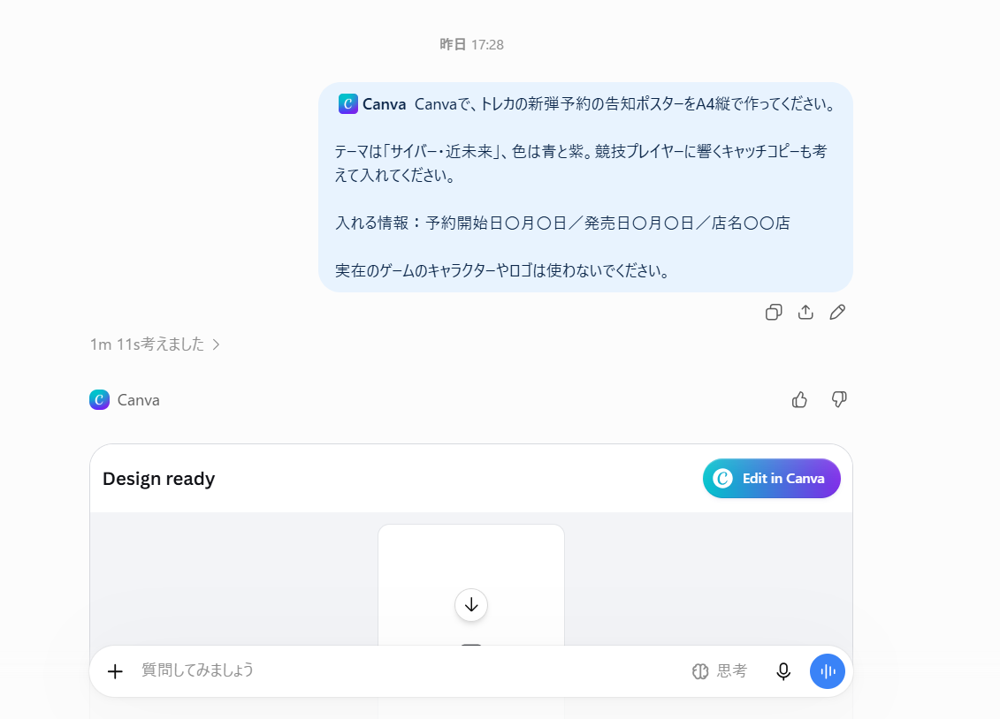 昨日 17:28
Canva Canvaで、トレカの新弾予約の告知ポスターをA4縦で作ってください。
テーマは「サイバー・近未来」、色は青と紫。競技プレイヤーに響くキャッチコピーも考
えて入れてください。
入れる情報：予約開始日〇月〇日／発売日〇月〇日／店名〇〇店
実在のゲームのキャラクターやロゴは使わないでください。
1m 11s考えました
Canva
Design ready
Edit in Canva
質問してみましょう
思考